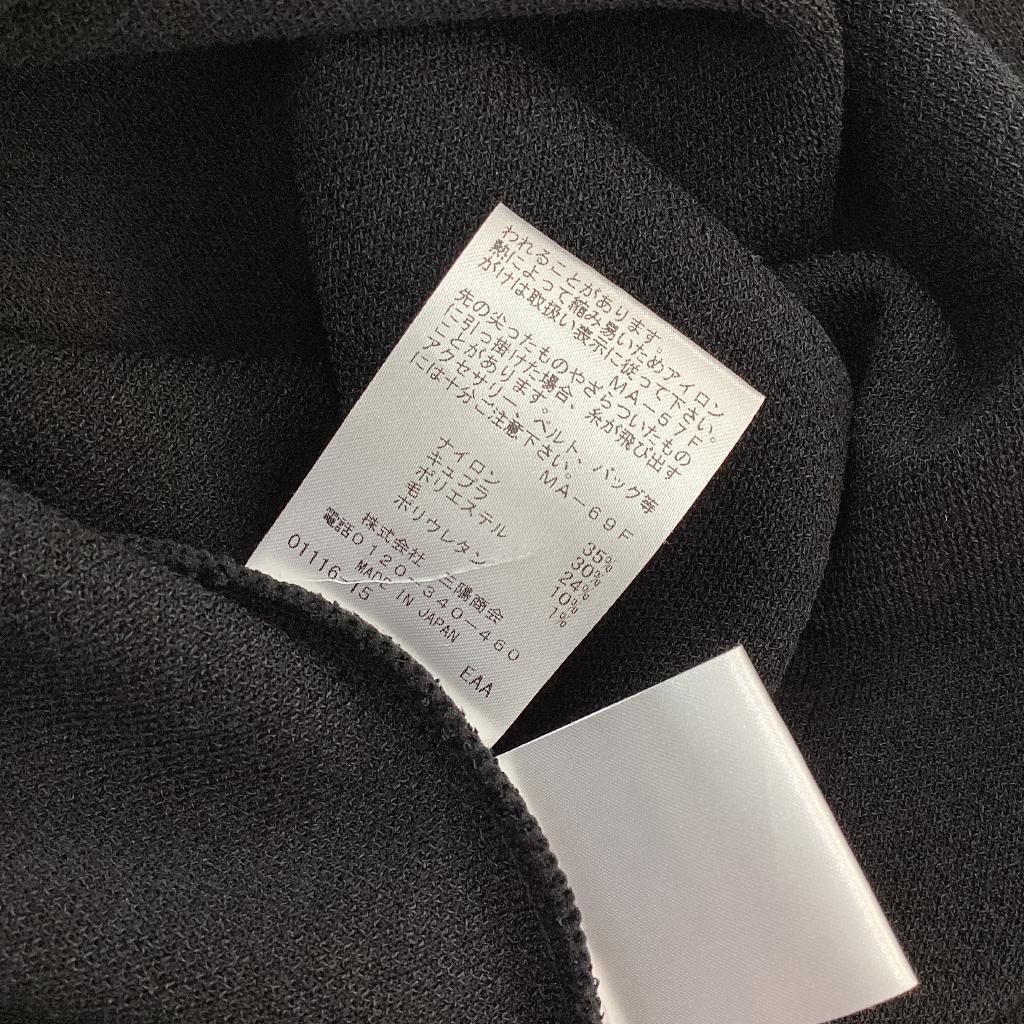 われることがあります。
熱によって縮み易いためアイロン
がけは取扱い表示に従って下さい。
MA-57F
先の尖ったものやざらついたもの
に引っ掛けた場合、糸が飛び出す
ことがあります。
アクセサリー、ベルト、バッグ等
には十分ご注意下さい。
MA-69F
ナイロン 35%
キュプラ 30%
ポリエステル 24%
毛 10%
ポリウレタン 1%
株式会社 三陽商会
電話0120-340-460
MADE IN JAPAN
01116-15
EAA